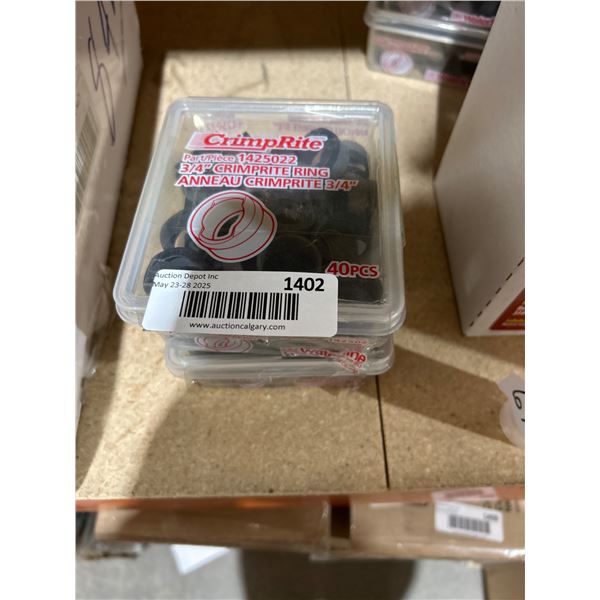 CrimpRite
Part/Pièce 1425022
3/4" CRIMPRITE RING
ANNEAU CRIMPRITE 3/4"
40PCS
Auction Depot Inc
May 23-28 2025
1402
www.auctioncalgary.com